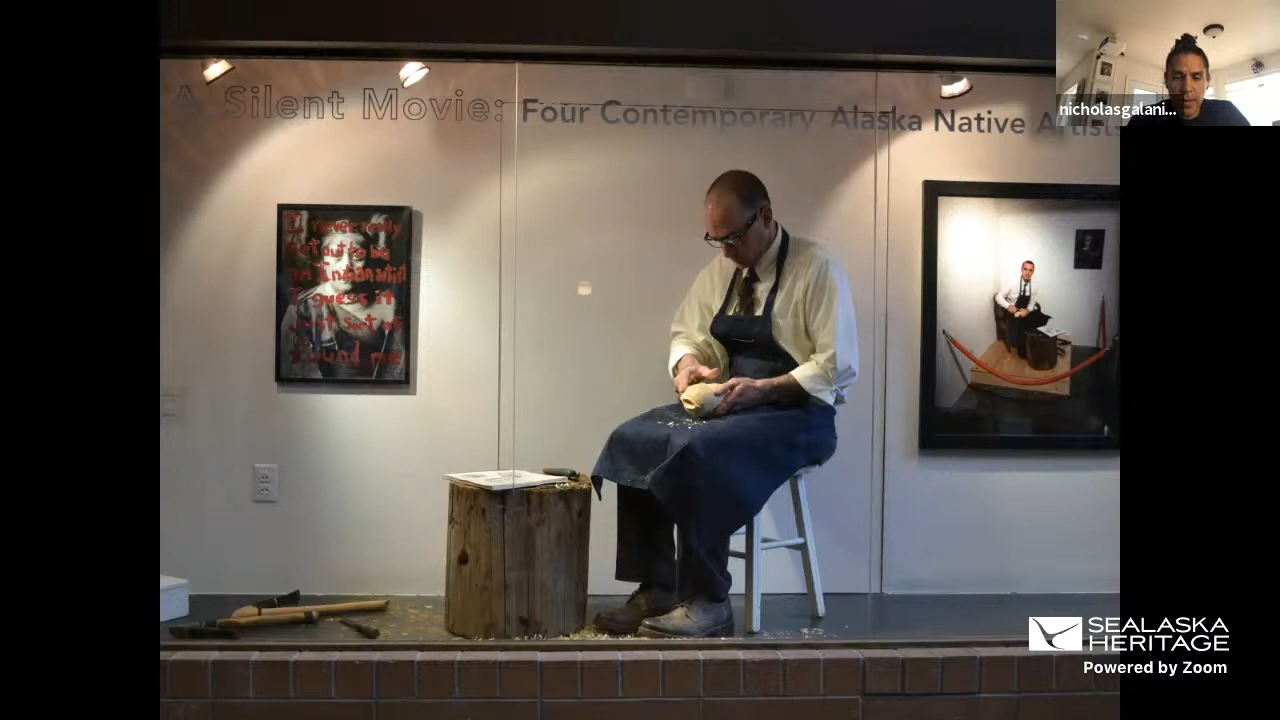 A Silent Movie: Four Contemporary Alaska Native Artists
nicholasgalani...
I never really
set out to be
an Indian artist
I guess it
Just sort of
found me
SEALASKA
HERITAGE
Powered by Zoom